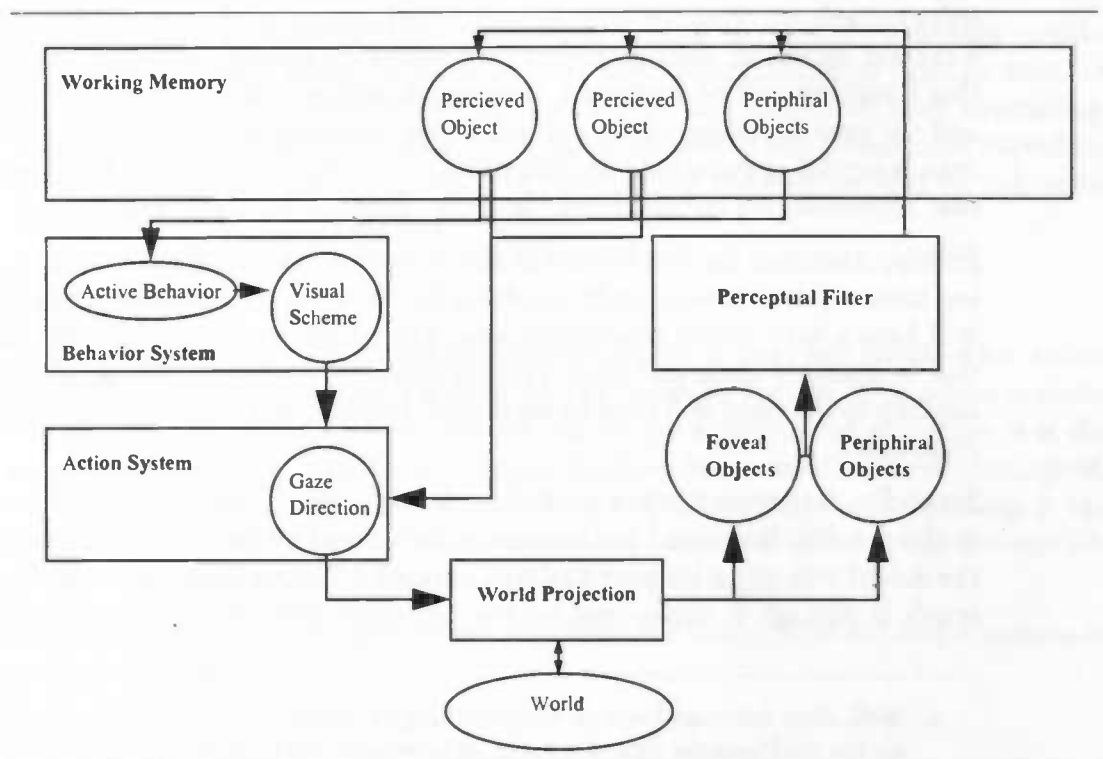 Working Memory
Percieved
Object
Percieved
Object
Periphiral
Objects
Active Behavior
Visual
Scheme
Behavior System
Perceptual Filter
Action System
Gaze
Direction
Foveal
Objects
Periphiral
Objects
World Projection
World